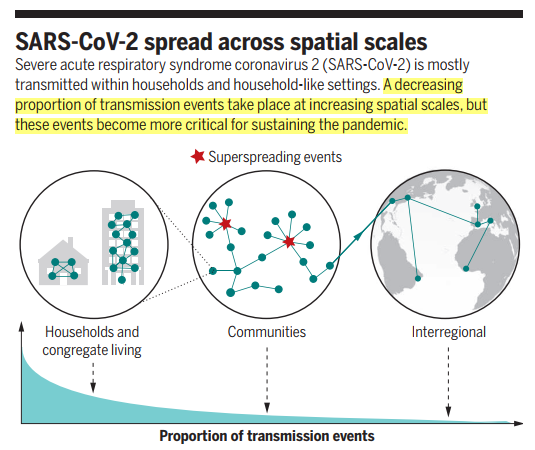 SARS-CoV-2 spread across spatial scales
Severe acute respiratory syndrome coronavirus 2 (SARS-CoV-2) is mostly
transmitted within households and household-like settings. A decreasing
proportion of transmission events take place at increasing spatial scales, but
these events become more critical for sustaining the pandemic.
Superspreading events
Households and
congregate living
Communities
Interregional
Proportion of transmission events